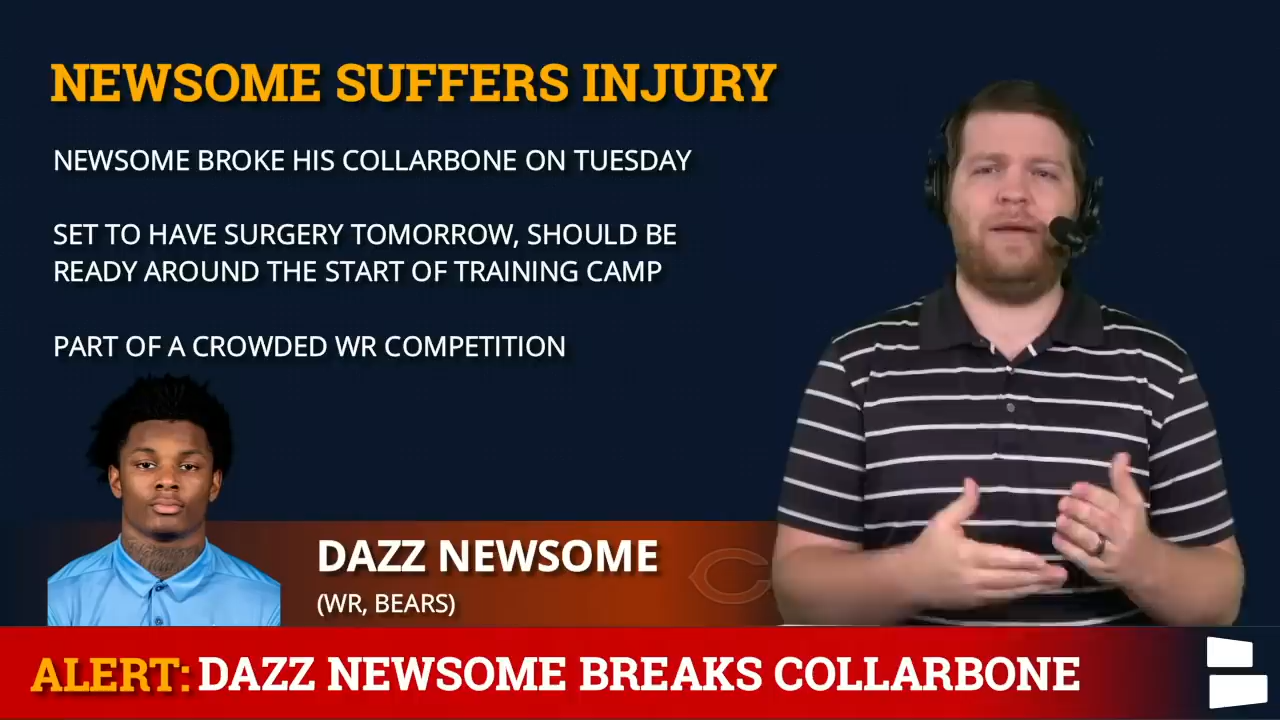 NEWSOME SUFFERS INJURY
NEWSOME BROKE HIS COLLARBONE ON TUESDAY
SET TO HAVE SURGERY TOMORROW, SHOULD BE
READY AROUND THE START OF TRAINING CAMP
PART OF A CROWDED WR COMPETITION
DAZZ NEWSOME
(WR, BEARS)
ALERT: DAZZ NEWSOME BREAKS COLLARBONE